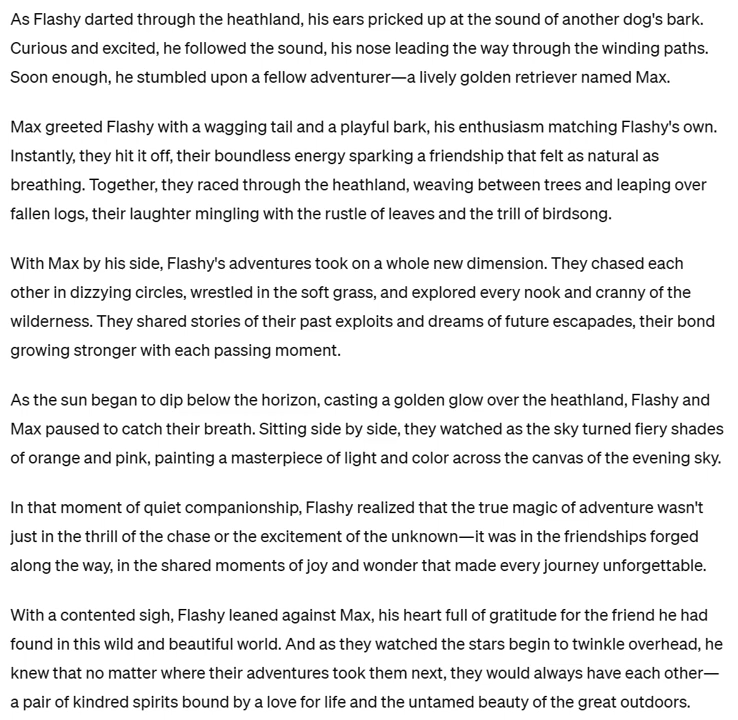 As Flashy darted through the heathland, his ears pricked up at the sound of another dog's bark.
Curious and excited, he followed the sound, his nose leading the way through the winding paths.
Soon enough, he stumbled upon a fellow adventurer—a lively golden retriever named Max.
Max greeted Flashy with a wagging tail and a playful bark, his enthusiasm matching Flashy's own.
Instantly, they hit it off, their boundless energy sparking a friendship that felt as natural as
breathing. Together, they raced through the heathland, weaving between trees and leaping over
fallen logs, their laughter mingling with the rustle of leaves and the trill of birdsong.
With Max by his side, Flashy's adventures took on a whole new dimension. They chased each
other in dizzying circles, wrestled in the soft grass, and explored every nook and cranny of the
wilderness. They shared stories of their past exploits and dreams of future escapades, their bond
growing stronger with each passing moment.
As the sun began to dip below the horizon, casting a golden glow over the heathland, Flashy and
Max paused to catch their breath. Sitting side by side, they watched as the sky turned fiery shades
of orange and pink, painting a masterpiece of light and color across the canvas of the evening sky.
In that moment of quiet companionship, Flashy realized that the true magic of adventure wasn't
just in the thrill of the chase or the excitement of the unknown—it was in the friendships forged
along the way, in the shared moments of joy and wonder that made every journey unforgettable.
With a contented sigh, Flashy leaned against Max, his heart full of gratitude for the friend he had
found in this wild and beautiful world. And as they watched the stars begin to twinkle overhead, he
knew that no matter where their adventures took them next, they would always have each other—
a pair of kindred spirits bound by a love for life and the untamed beauty of the great outdoors.